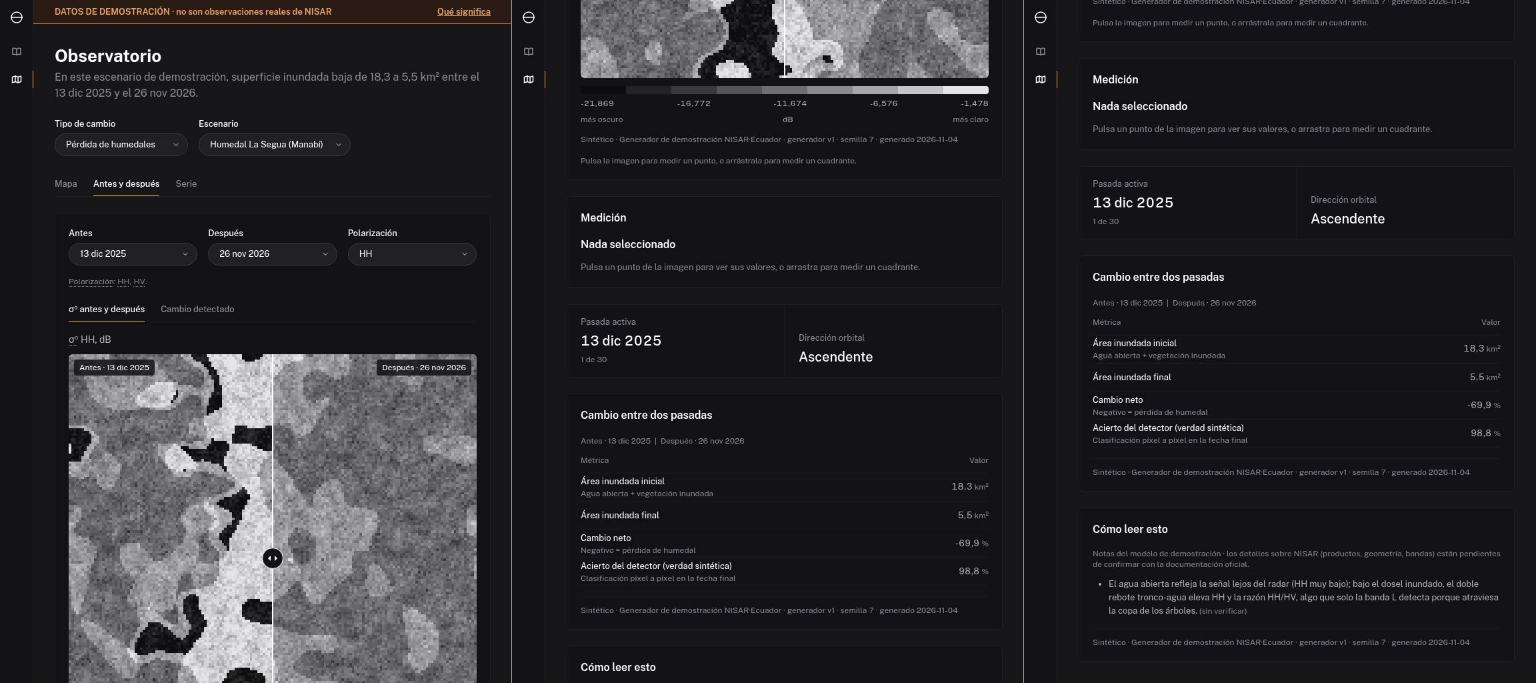 DATOS DE DEMOSTRACIÓN · no son observaciones reales de NISAR
Qué significa
Observatorio
En este escenario de demostración, superficie inundada baja de 18,3 a 5,5 km² entre el
13 dic 2025 y el 26 nov 2026.
Tipo de cambio
Escenario
Pérdida de humedales
Humedal La Segua (Manabí)
Mapa
Antes y después
Serie
Antes
Después
Polarización
13 dic 2025
26 nov 2026
HH
Polarización: HH, HV.
σ⁰ antes y después
Cambio detectado
σ⁰ HH, dB
Antes · 13 dic 2025
Después · 26 nov 2026
-21,869
-16,772
-11,674
-6,576
-1,478
más oscuro
dB
más claro
Sintético · Generador de demostración NISAR·Ecuador · generador v1 · semilla 7 · generado 2026-11-04
Pulsa la imagen para medir un punto, o arrástrala para medir un cuadrante.
Medición
Nada seleccionado
Pulsa un punto de la imagen para ver sus valores, o arrastra para medir un cuadrante.
Pasada activa
13 dic 2025
1 de 30
Dirección orbital
Ascendente
Cambio entre dos pasadas
Antes · 13 dic 2025 | Después · 26 nov 2026
Métrica
Valor
Área inundada inicial
Agua abierta + vegetación inundada
18,3 km²
Área inundada final
5,5 km²
Cambio neto
Negativo = pérdida de humedal
-69,9 %
Acierto del detector (verdad sintética)
Clasificación píxel a píxel en la fecha final
98,8 %
Sintético · Generador de demostración NISAR·Ecuador · generador v1 · semilla 7 · generado 2026-11-04
Cómo leer esto
Sintético · Generador de demostración NISAR·Ecuador · generador v1 · semilla 7 · generado 2026-11-04
Pulsa la imagen para medir un punto, o arrástrala para medir un cuadrante.
Medición
Nada seleccionado
Pulsa un punto de la imagen para ver sus valores, o arrastra para medir un cuadrante.
Pasada activa
13 dic 2025
1 de 30
Dirección orbital
Ascendente
Cambio entre dos pasadas
Antes · 13 dic 2025 | Después · 26 nov 2026
Métrica
Valor
Área inundada inicial
Agua abierta + vegetación inundada
18,3 km²
Área inundada final
5,5 km²
Cambio neto
Negativo = pérdida de humedal
-69,9 %
Acierto del detector (verdad sintética)
Clasificación píxel a píxel en la fecha final
98,8 %
Sintético · Generador de demostración NISAR·Ecuador · generador v1 · semilla 7 · generado 2026-11-04
Cómo leer esto
Notas del modelo de demostración · los detalles sobre NISAR (productos, geometría, bandas) están pendientes
de confirmar con la documentación oficial.
• El agua abierta refleja la señal lejos del radar (HH muy bajo); bajo el dosel inundado, el doble
rebote tronco-agua eleva HH y la razón HH/HV, algo que solo la banda L detecta porque atraviesa
la copa de los árboles. (sin verificar)
Sintético · Generador de demostración NISAR·Ecuador · generador v1 · semilla 7 · generado 2026-11-04